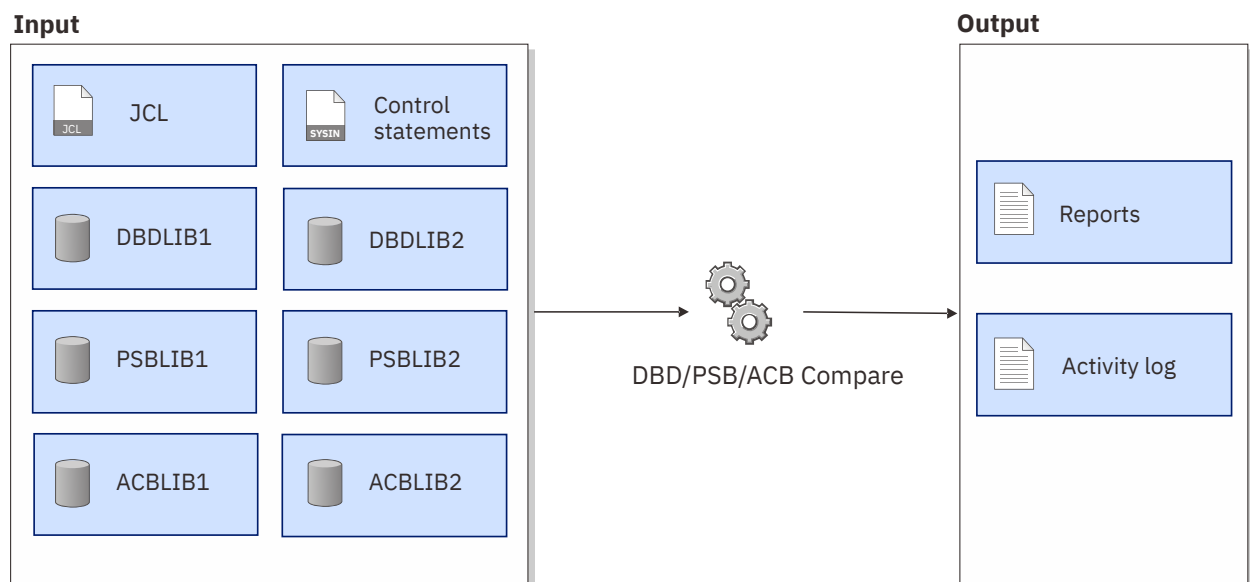 Input
JCL
JCL
SYSIN
Control
statements
DBDLIB1
DBDLIB2
PSBLIB1
PSBLIB2
ACBLIB1
ACBLIB2
DBD/PSB/ACB Compare
Output
Reports
Activity log